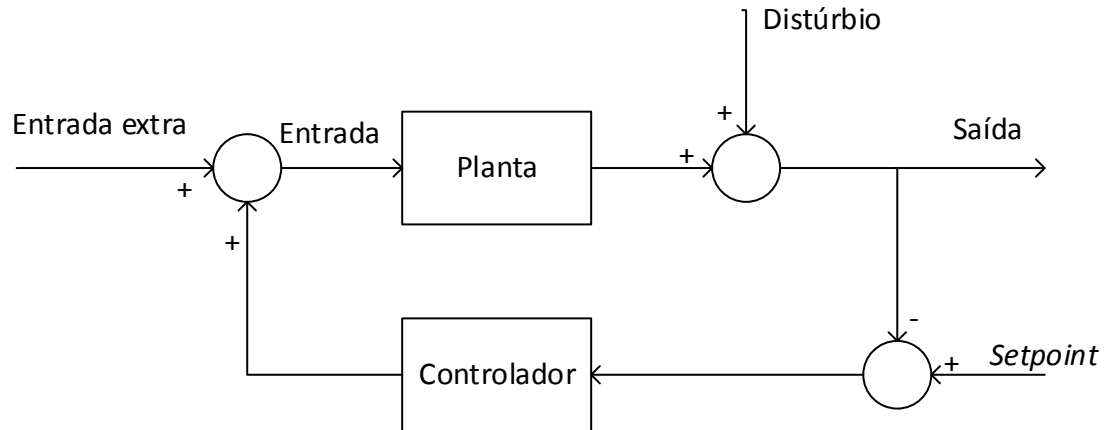 Distúrbio
Entrada extra
Entrada
Planta
Saída
+
+
+
+
+
-
Controlador
+
Setpoint